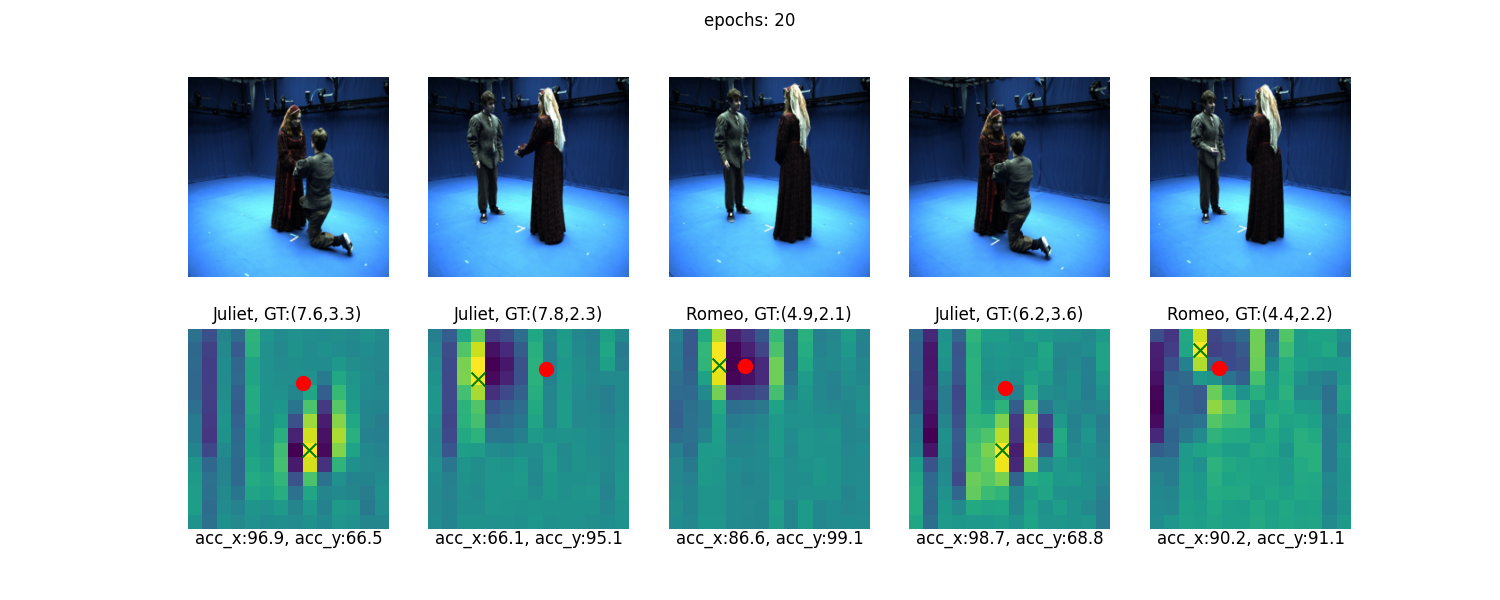 epochs: 20
Juliet, GT:(7.6,3.3)
Juliet, GT:(7.8,2.3)
Romeo, GT:(4.9,2.1)
Juliet, GT:(6.2,3.6)
Romeo, GT:(4.4,2.2)
acc_x:96.9, acc_y:66.5
acc_x:66.1, acc_y:95.1
acc_x:86.6, acc_y:99.1
acc_x:98.7, acc_y:68.8
acc_x:90.2, acc_y:91.1